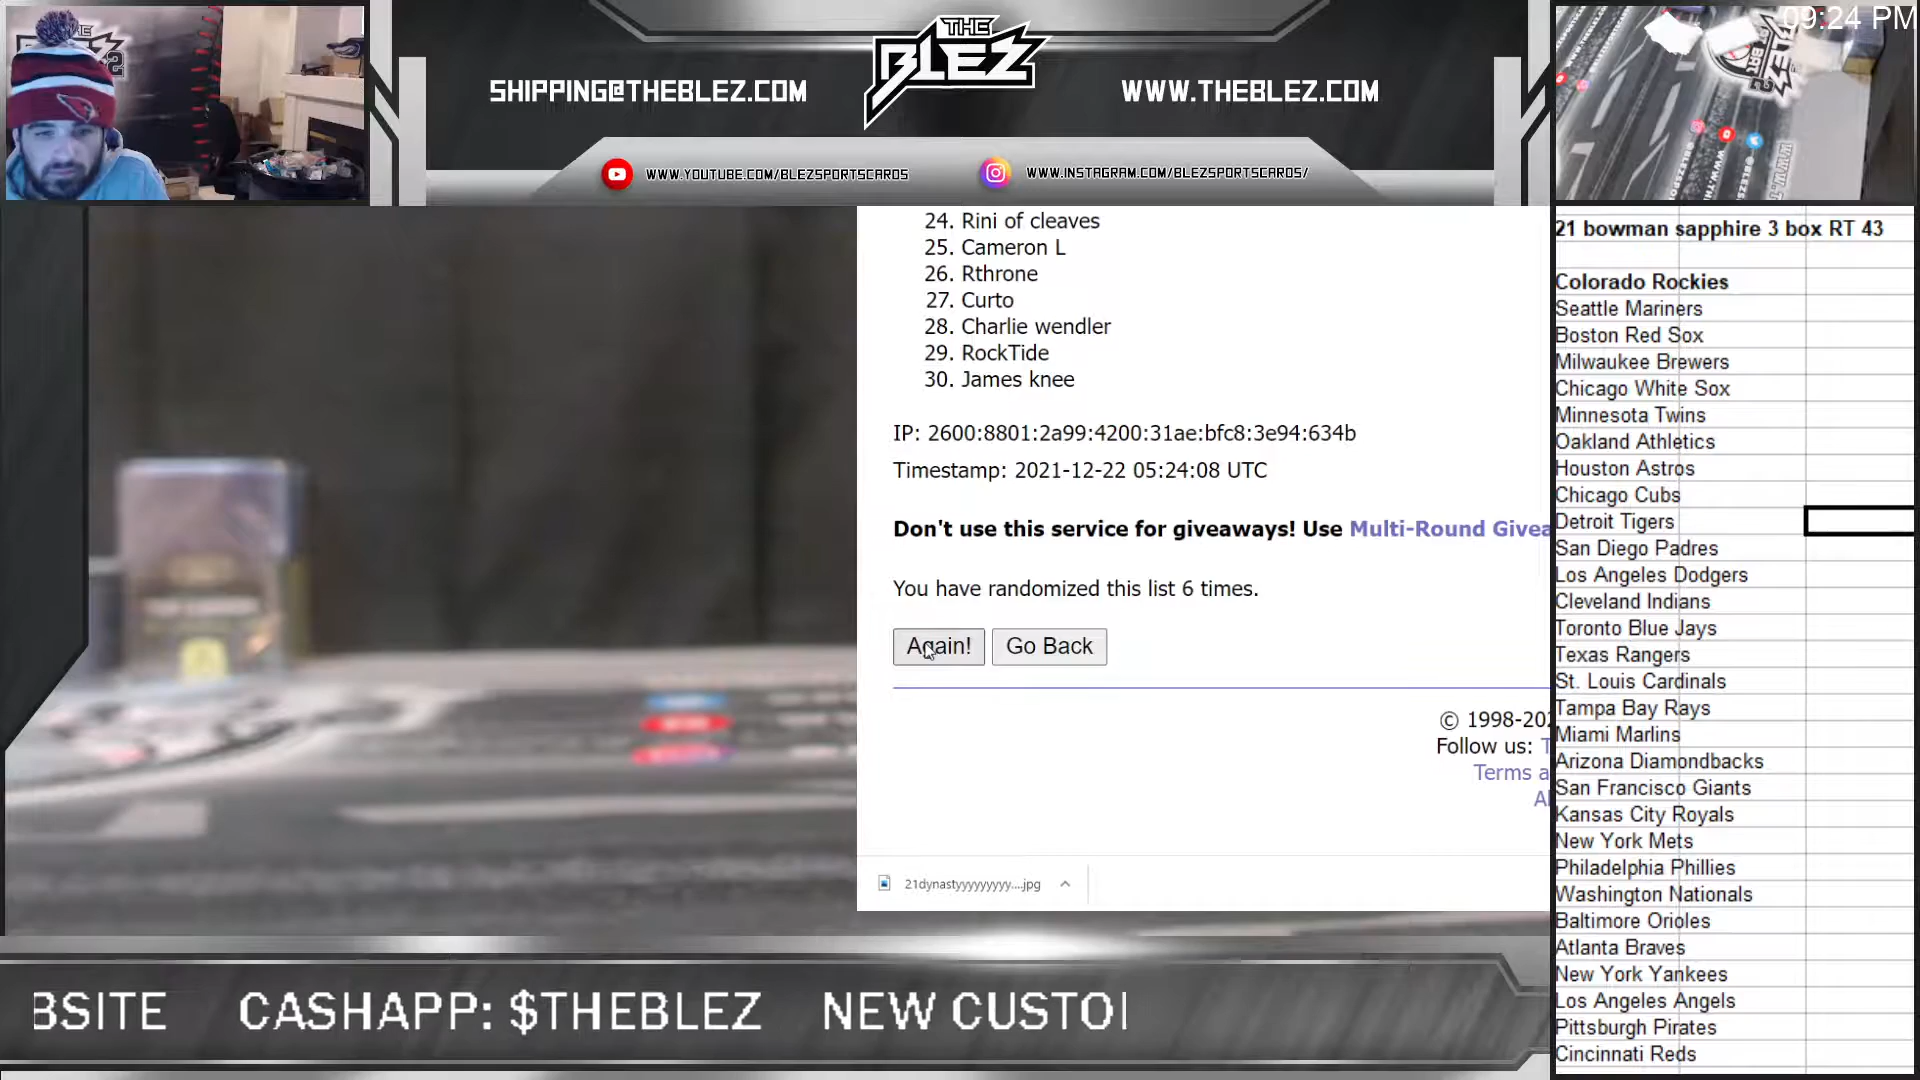 09:24 PM
THE
BLEZ
SHIPPING@THEBLEZ.COM
WWW.THEBLEZ.COM
WWW.YOUTUBE.COM/BLEZSPORTSCARDS
WWW.INSTAGRAM.COM/BLEZSPORTSCARDS/
24. Rini of cleaves
25. Cameron L
26. Rthrone
27. Curto
28. Charlie wendler
29. RockTide
30. James knee
IP: 2600:8801:2a99:4200:31ae:bfc8:3e94:634b
Timestamp: 2021-12-22 05:24:08 UTC
Don't use this service for giveaways! Use Multi-Round Givea
You have randomized this list 6 times.
Again!
Go Back
© 1998-202
Follow us: T
Terms a
Al
21dynastyyyyyyyyy....jpg
21 bowman sapphire 3 box RT 43
Colorado Rockies
Seattle Mariners
Boston Red Sox
Milwaukee Brewers
Chicago White Sox
Minnesota Twins
Oakland Athletics
Houston Astros
Chicago Cubs
Detroit Tigers
San Diego Padres
Los Angeles Dodgers
Cleveland Indians
Toronto Blue Jays
Texas Rangers
St. Louis Cardinals
Tampa Bay Rays
Miami Marlins
Arizona Diamondbacks
San Francisco Giants
Kansas City Royals
New York Mets
Philadelphia Phillies
Washington Nationals
Baltimore Orioles
Atlanta Braves
New York Yankees
Los Angeles Angels
Pittsburgh Pirates
Cincinnati Reds
BSITE CASHAPP: $THEBLEZ NEW CUSTO